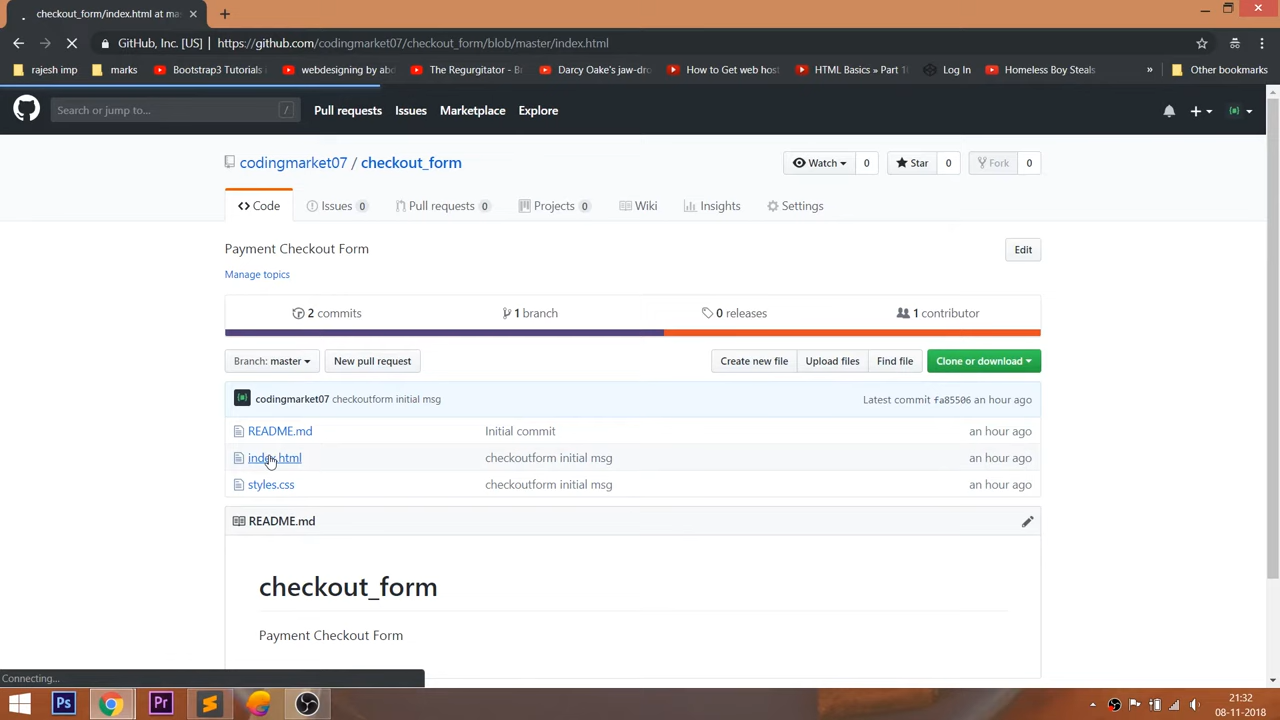 checkout_form/index.html at mas
GitHub, Inc. [US] | https://github.com/codingmarket07/checkout_form/blob/master/index.html
rajesh imp marks Bootstrap3 Tutorials webdesigning by abd The Regurgitator - B Darcy Oake's jaw-dro How to Get web host HTML Basics » Part 1 Log In Homeless Boy Steals » Other bookmarks
Search or jump to... / Pull requests Issues Marketplace Explore
codingmarket07 / checkout_form Watch 0 Star 0 Fork 0
<> Code Issues 0 Pull requests 0 Projects 0 Wiki Insights Settings
Payment Checkout Form Edit
Manage topics
2 commits 1 branch 0 releases 1 contributor
Branch: master New pull request Create new file Upload files Find file Clone or download
codingmarket07 checkoutform initial msg Latest commit fa85506 an hour ago
README.md Initial commit an hour ago
index.html checkoutform initial msg an hour ago
styles.css checkoutform initial msg an hour ago
README.md
checkout_form
Payment Checkout Form
Connecting...
Ps Pr 21:32
08-11-2018